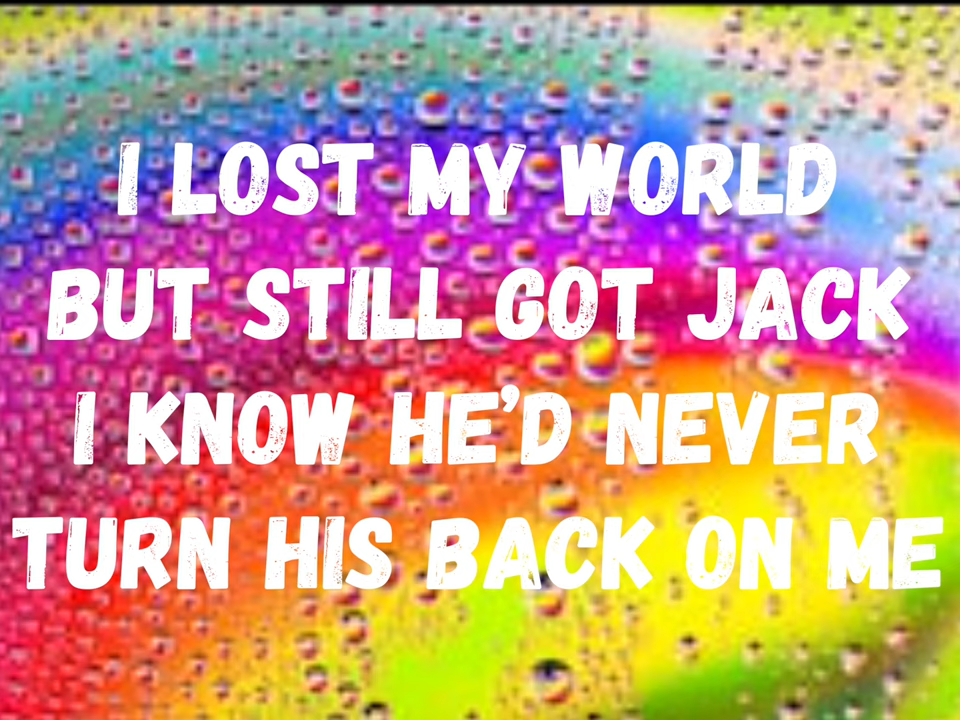 I LOST MY WORLD
BUT STILL GOT JACK
I KNOW HE’D NEVER
TURN HIS BACK ON ME